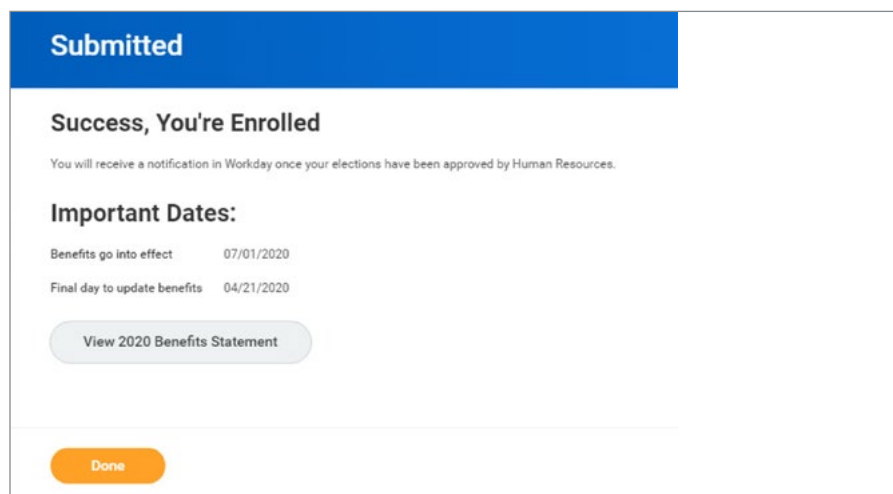 Submitted
Success, You're Enrolled
You will receive a notification in Workday once your elections have been approved by Human Resources.
Important Dates:
Benefits go into effect 07/01/2020
Final day to update benefits 04/21/2020
View 2020 Benefits Statement
Done